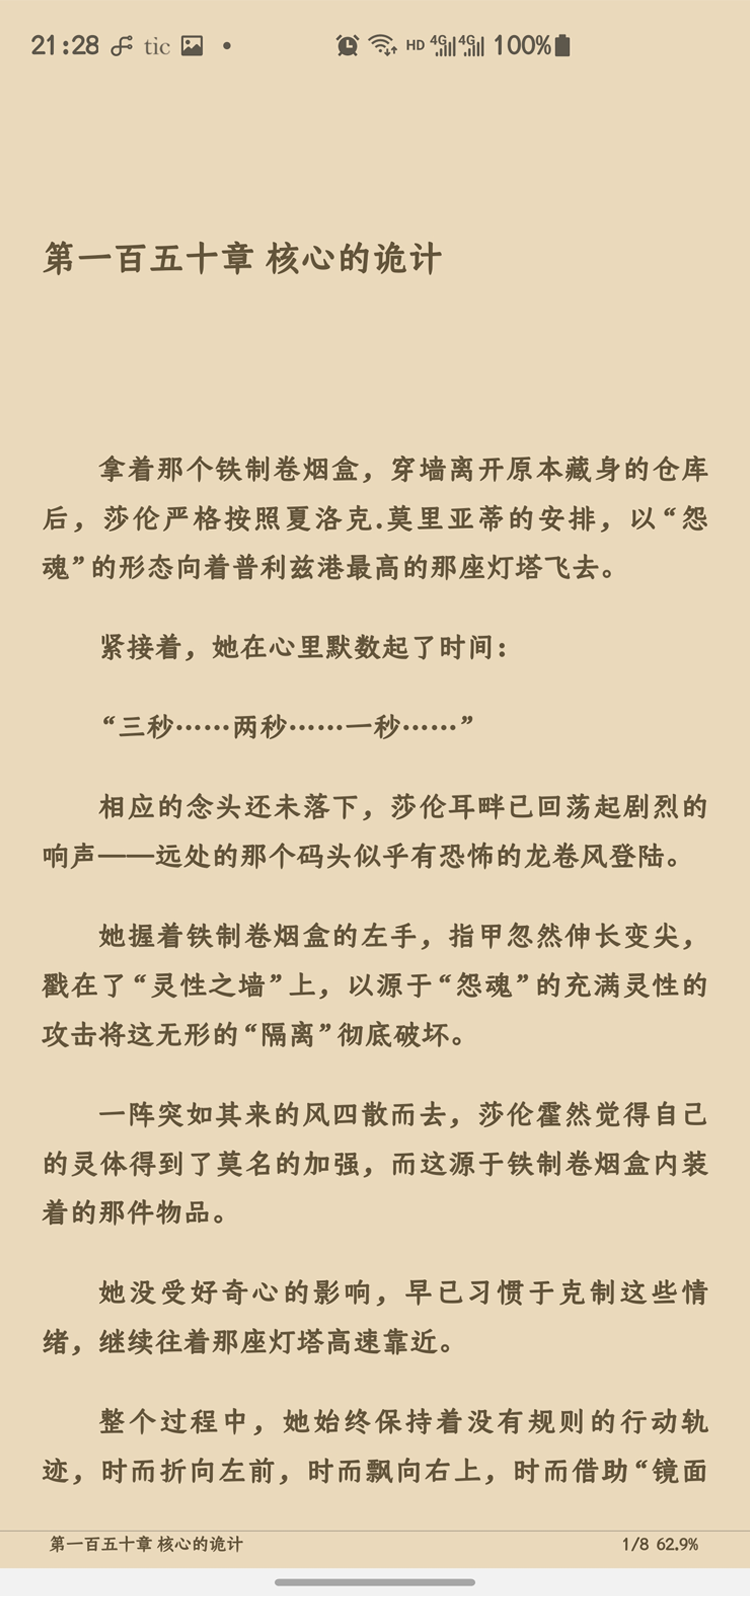 21:28 tic HD 4G 4G 100%
第一百五十章 核心的诡计
拿着那个铁制卷烟盒，穿墙离开原本藏身的仓库
后，莎伦严格按照夏洛克.莫里亚蒂的安排，以“怨
魂”的形态向着普利兹港最高的那座灯塔飞去。
紧接着，她在心里默数起了时间：
“三秒……两秒……一秒……”
相应的念头还未落下，莎伦耳畔已回荡起剧烈的
响声——远处的那个码头似乎有恐怖的龙卷风登陆。
她握着铁制卷烟盒的左手，指甲忽然伸长变尖，
戳在了“灵性之墙”上，以源于“怨魂”的充满灵性的
攻击将这无形的“隔离”彻底破坏。
一阵突如其来的风四散而去，莎伦霍然觉得自己
的灵体得到了莫名的加强，而这源于铁制卷烟盒内装
着的那件物品。
她没受好奇心的影响，早已习惯于克制这些情
绪，继续往着那座灯塔高速靠近。
整个过程中，她始终保持着没有规则的行动轨
迹，时而折向左前，时而飘向右上，时而借助“镜面
第一百五十章 核心的诡计 1/8 62.9%